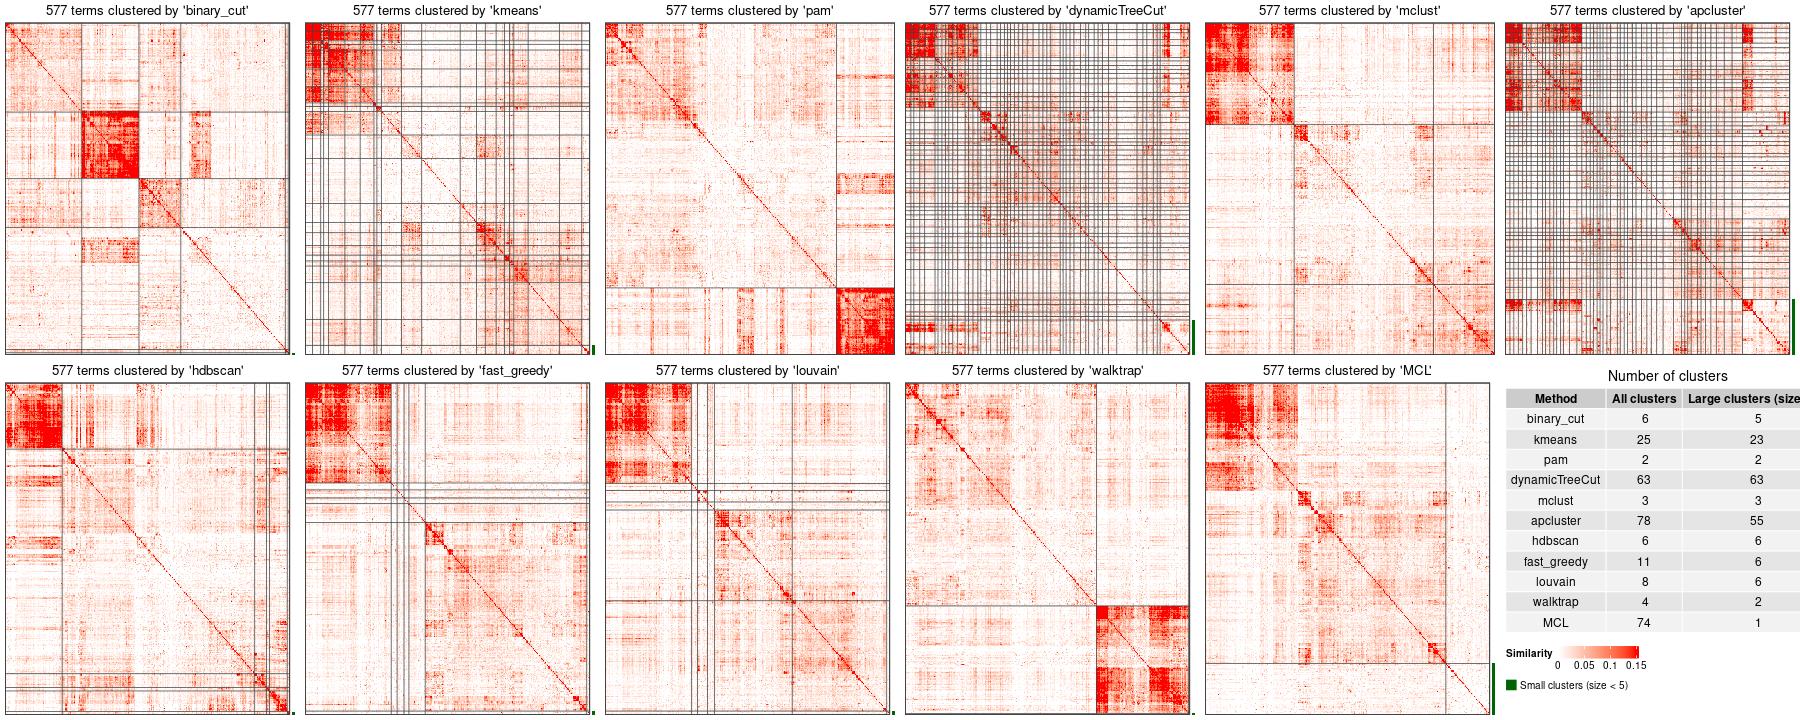 577 terms clustered by 'binary_cut'
577 terms clustered by 'kmeans'
577 terms clustered by 'pam'
577 terms clustered by 'dynamicTreeCut'
577 terms clustered by 'mclust'
577 terms clustered by 'apcluster'
577 terms clustered by 'hdbscan'
577 terms clustered by 'fast_greedy'
577 terms clustered by 'louvain'
577 terms clustered by 'walktrap'
577 terms clustered by 'MCL'
Number of clusters
Method All clusters Large clusters (size
binary_cut 6 5
kmeans 25 23
pam 2 2
dynamicTreeCut 63 63
mclust 3 3
apcluster 78 55
hdbscan 6 6
fast_greedy 11 6
louvain 8 6
walktrap 4 2
MCL 74 1
Similarity
0 0.05 0.1 0.15
Small clusters (size < 5)